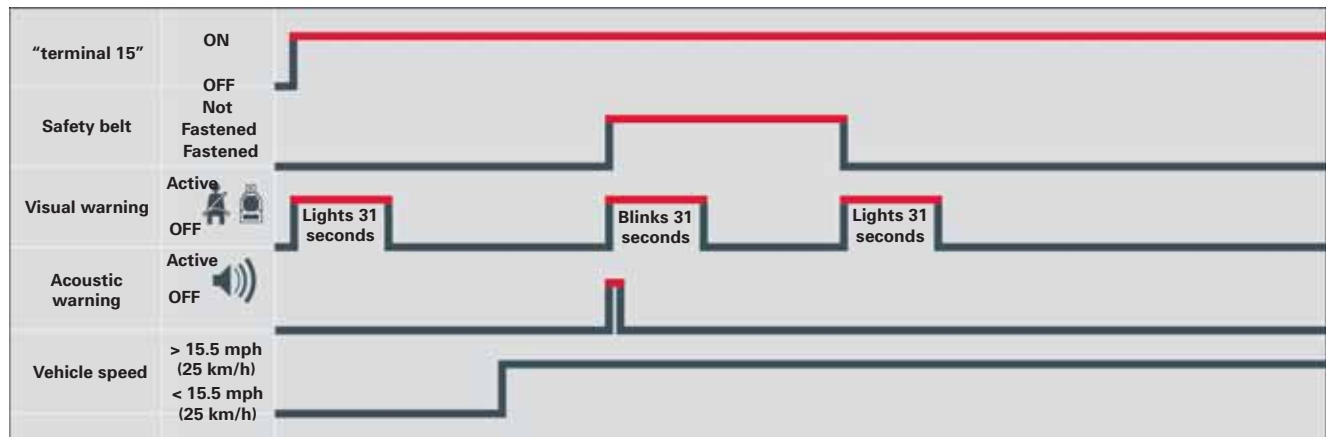 “terminal 15”
ON
OFF
Safety belt
Not
Fastened
Fastened
Visual warning
Active
OFF
Lights 31
seconds
Blinks 31
seconds
Lights 31
seconds
Acoustic
warning
Active
OFF
Vehicle speed
> 15.5 mph
(25 km/h)
< 15.5 mph
(25 km/h)